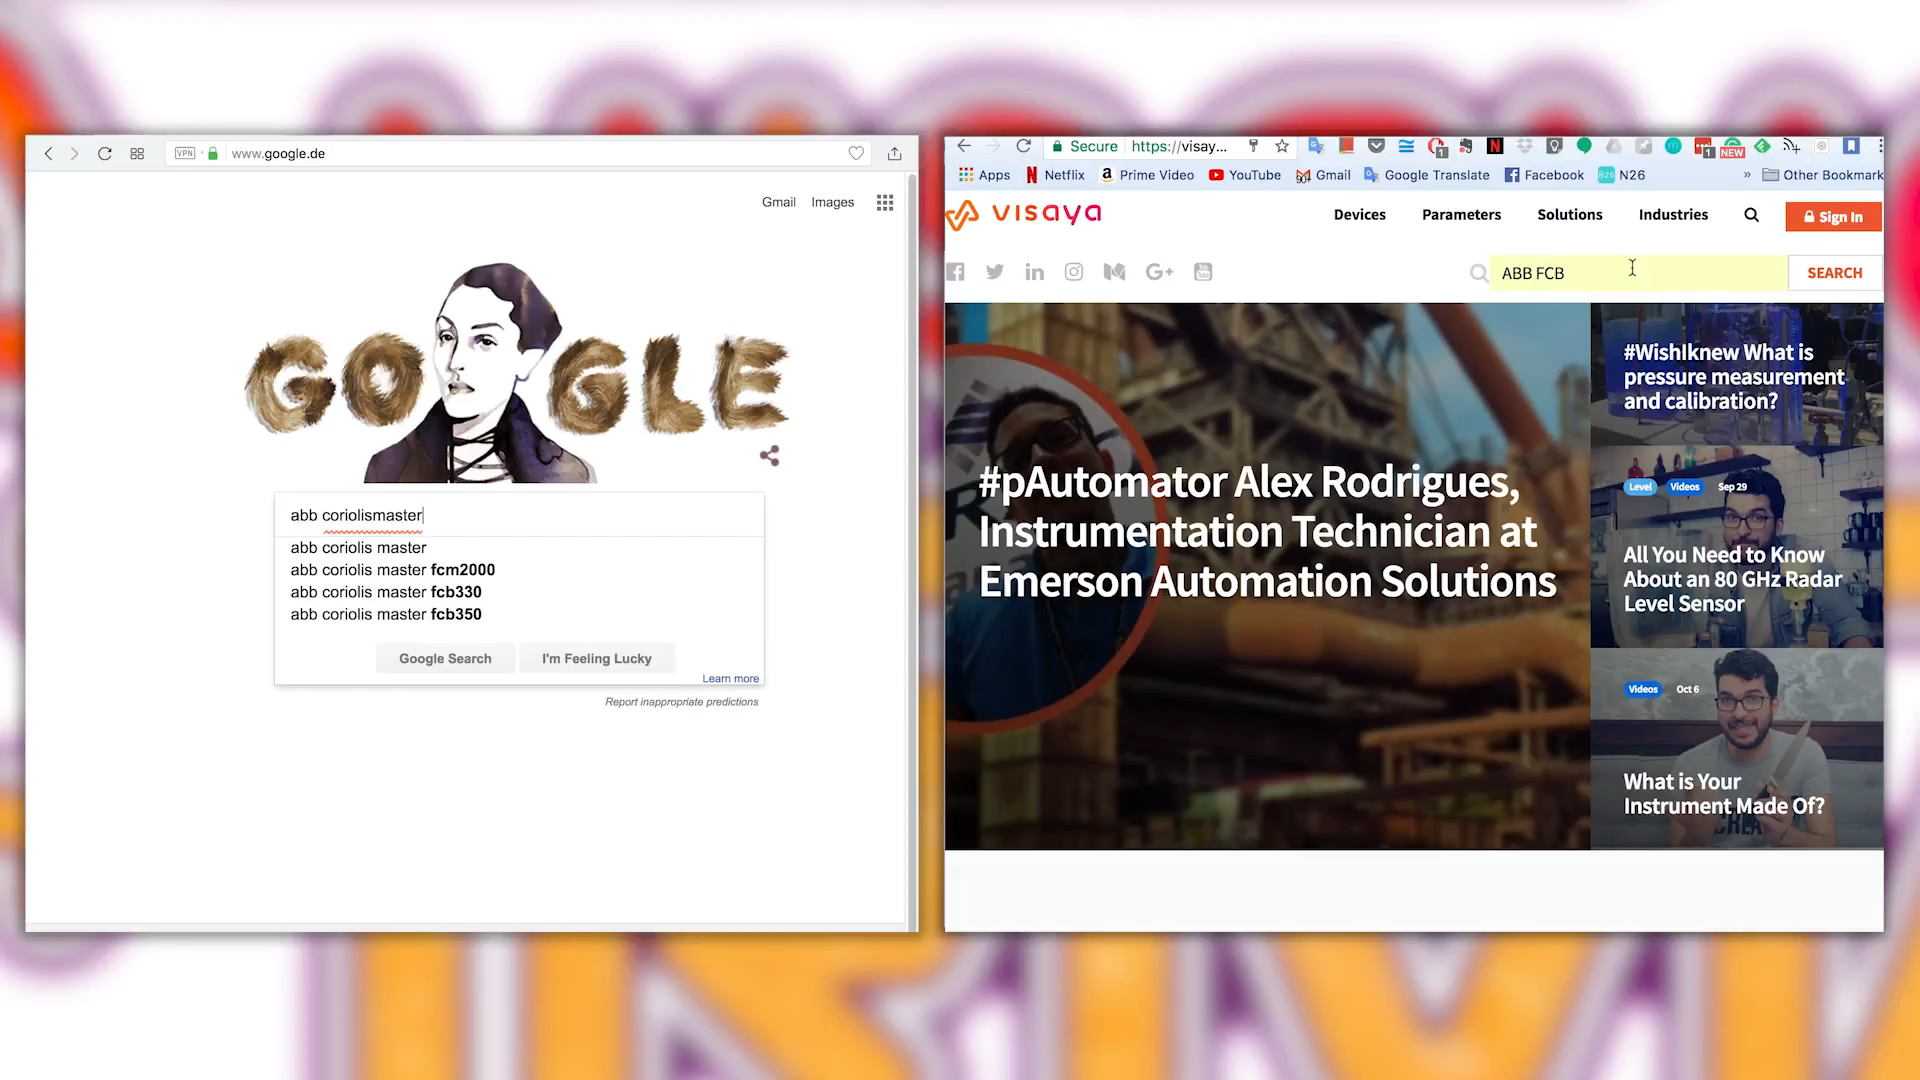 VPN
www.google.de
Gmail
Images
GOOGLE
abb coriolismaster
abb coriolis master
abb coriolis master fcm2000
abb coriolis master fcb330
abb coriolis master fcb350
Google Search
I'm Feeling Lucky
Learn more
Report inappropriate predictions
Secure
https://visay...
NEW
Apps
Netflix
Prime Video
YouTube
Gmail
Google Translate
Facebook
N26
»
Other Bookmark
visaya
Devices
Parameters
Solutions
Industries
Sign In
ABB FCB
SEARCH
#pAutomator Alex Rodrigues,
Instrumentation Technician at
Emerson Automation Solutions
#WishIknew What is
pressure measurement
and calibration?
Level
Videos
Sep 29
All You Need to Know
About an 80 GHz Radar
Level Sensor
Videos
Oct 6
What is Your
Instrument Made Of?